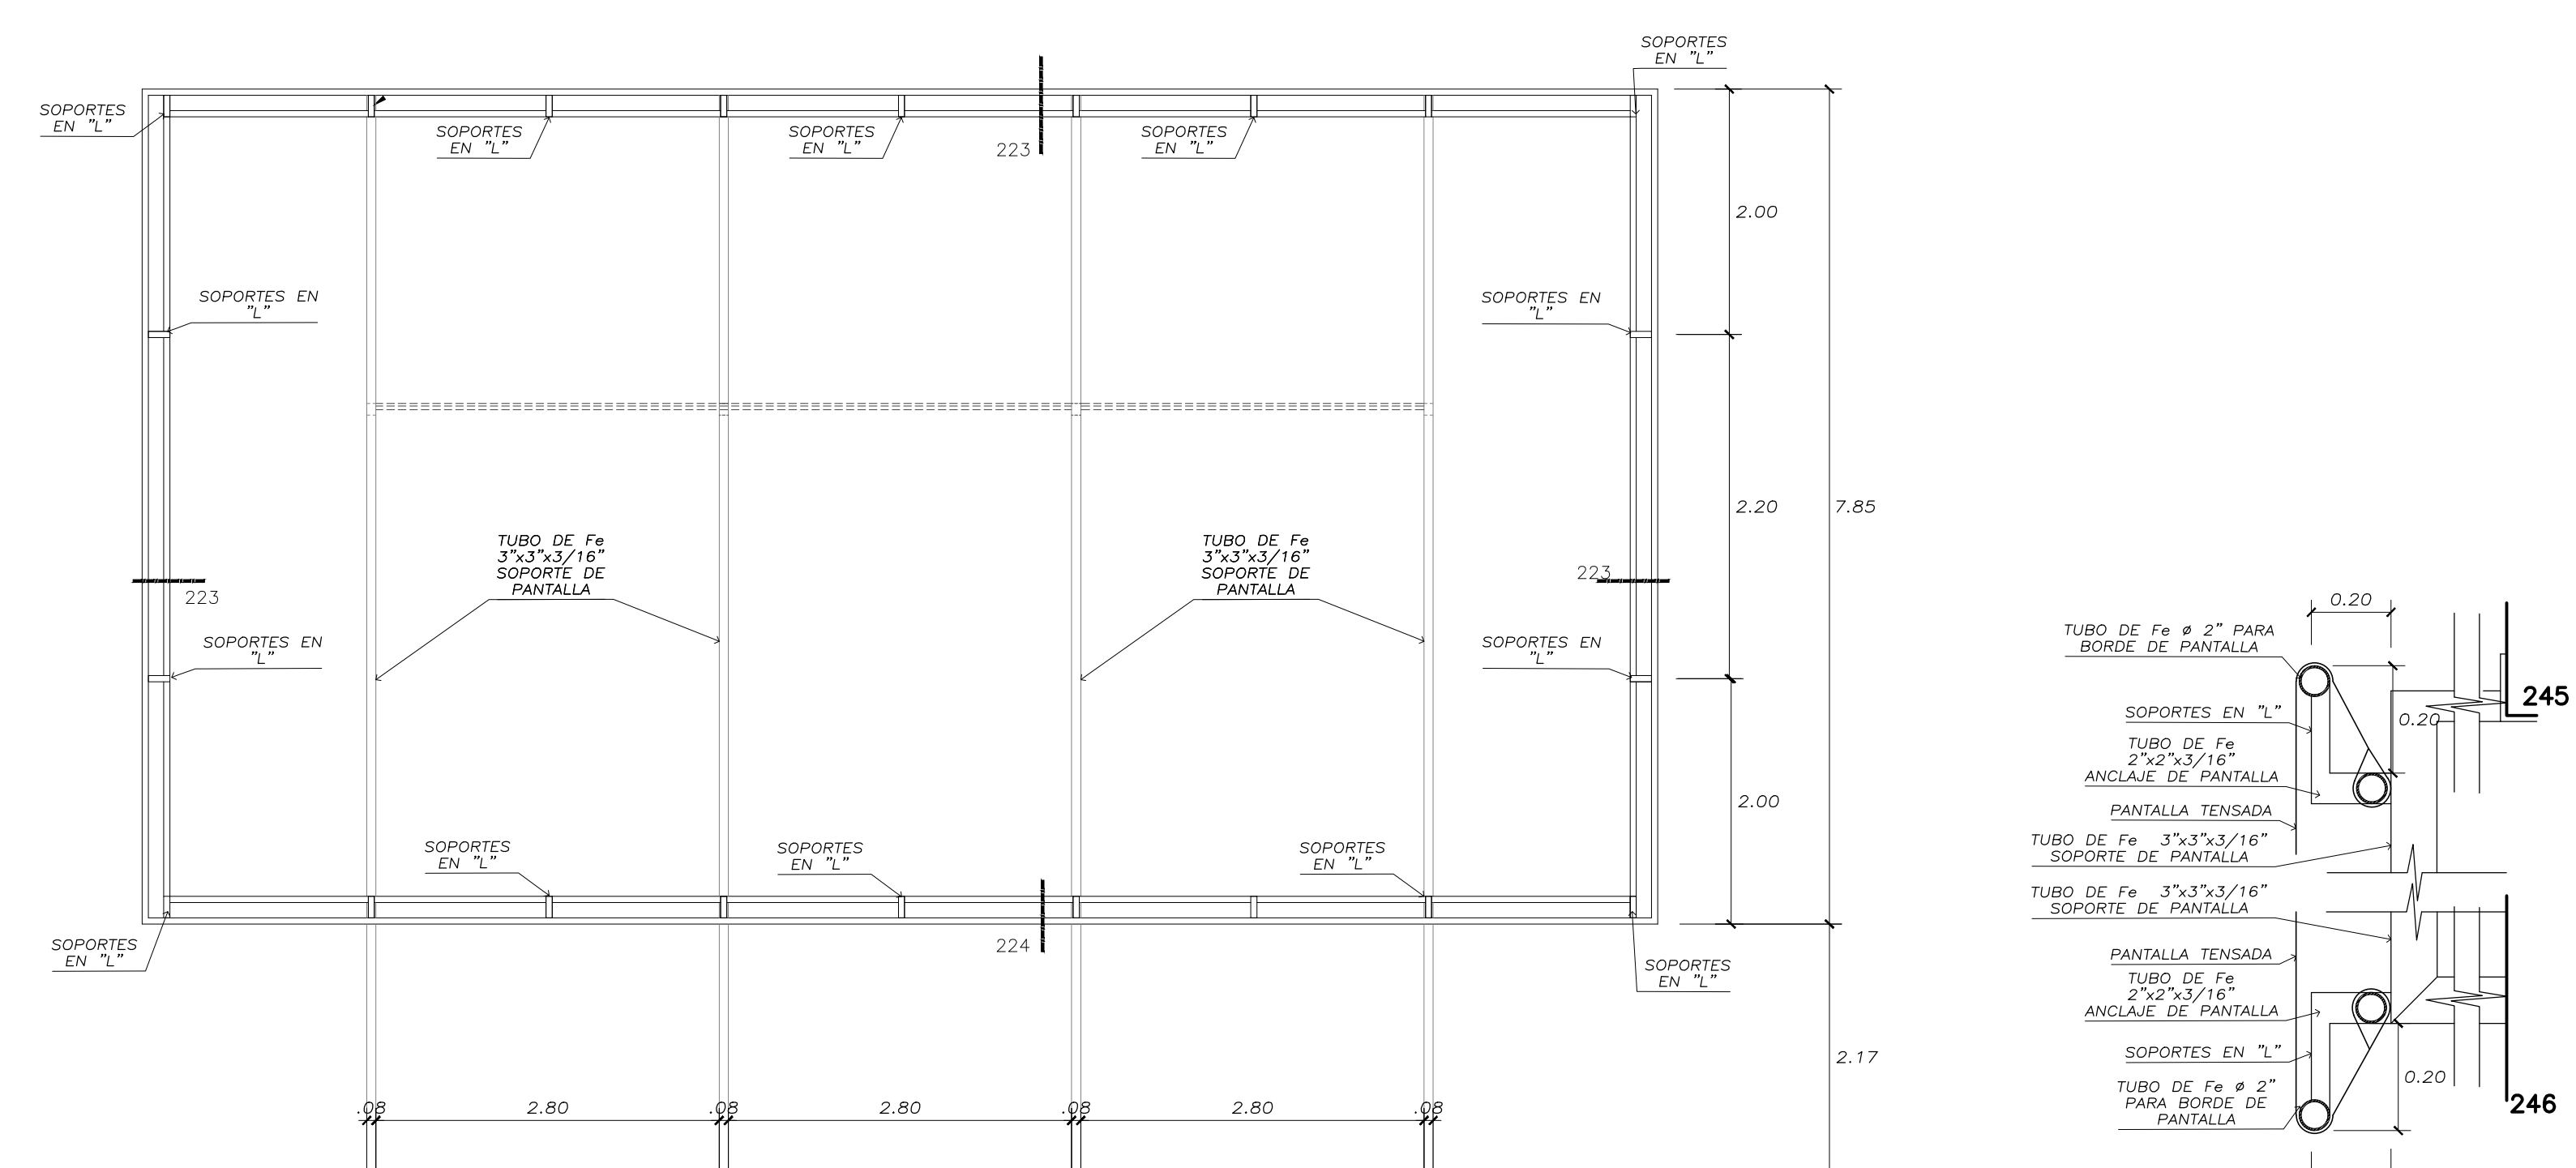 SOPORTES
EN "L"
SOPORTES
EN "L"
SOPORTES
EN "L"
SOPORTES
EN "L"
SOPORTES
EN "L"
223
2.00
SOPORTES EN
"L"
SOPORTES EN
"L"
2.20
7.85
TUBO DE Fe
3"x3"x3/16"
SOPORTE DE
PANTALLA
TUBO DE Fe
3"x3"x3/16"
SOPORTE DE
PANTALLA
223
223
SOPORTES EN
"L"
SOPORTES EN
"L"
2.00
SOPORTES
EN "L"
SOPORTES
EN "L"
SOPORTES
EN "L"
SOPORTES
EN "L"
224
SOPORTES
EN "L"
2.17
.08
2.80
.08
2.80
.08
2.80
.08
0.20
TUBO DE Fe ø 2" PARA
BORDE DE PANTALLA
245
SOPORTES EN "L"
0.20
TUBO DE Fe
2"x2"x3/16"
ANCLAJE DE PANTALLA
PANTALLA TENSADA
TUBO DE Fe 3"x3"x3/16"
SOPORTE DE PANTALLA
TUBO DE Fe 3"x3"x3/16"
SOPORTE DE PANTALLA
PANTALLA TENSADA
TUBO DE Fe
2"x2"x3/16"
ANCLAJE DE PANTALLA
SOPORTES EN "L"
0.20
TUBO DE Fe ø 2"
PARA BORDE DE
PANTALLA
246